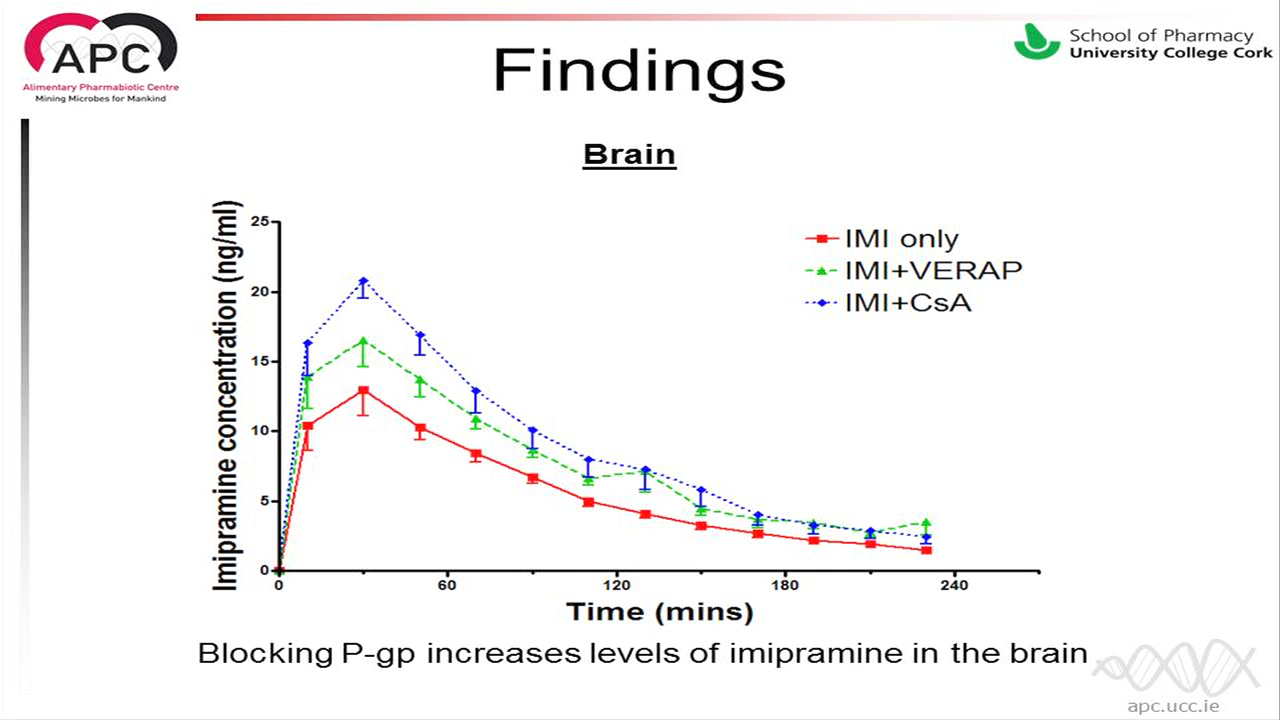 APC
Alimentary Pharmabiotic Centre
Mining Microbes for Mankind
School of Pharmacy
University College Cork
Findings
Brain
Imipramine concentration (ng/ml)
25
20
15
10
5
0
0 60 120 180 240
Time (mins)
IMI only
IMI+VERAP
IMI+CsA
Blocking P-gp increases levels of imipramine in the brain
apc.ucc.ie